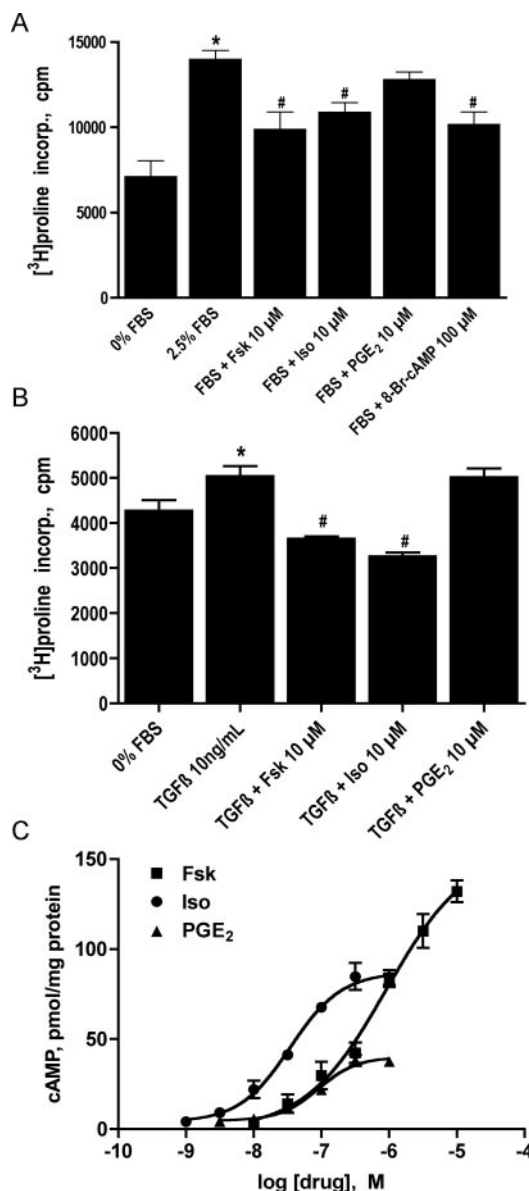 A
[³H]proline incorp., cpm
15000
10000
5000
0
*
#
#
#
0% FBS
2.5% FBS
FBS + Fsk 10 µM
FBS + Iso 10 µM
FBS + PGE₂ 10 µM
FBS + 8-Br-cAMP 100 µM
B
[³H]proline incorp., cpm
6000
5000
4000
3000
2000
1000
0
*
#
#
0% FBS
TGFß 10ng/mL
TGFß + Fsk 10 µM
TGFß + Iso 10 µM
TGFß + PGE₂ 10 µM
C
cAMP, pmol/mg protein
150
100
50
0
Fsk
Iso
PGE₂
-10 -9 -8 -7 -6 -5 -4
log [drug], M